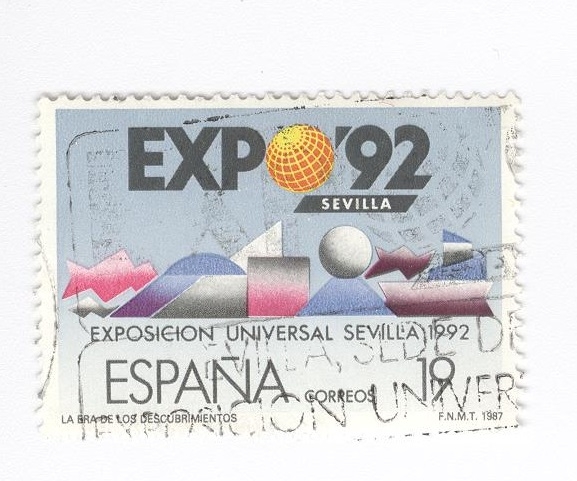 EXPO'92
SEVILLA
EXPOSICION UNIVERSAL SEVILLA 1992
SEVILLA, SEDE DE
ESPAÑA CORREOS 19
EXPOSICION UNIVER
LA ERA DE LOS DESCUBRIMIENTOS F.N.M.T. 1987